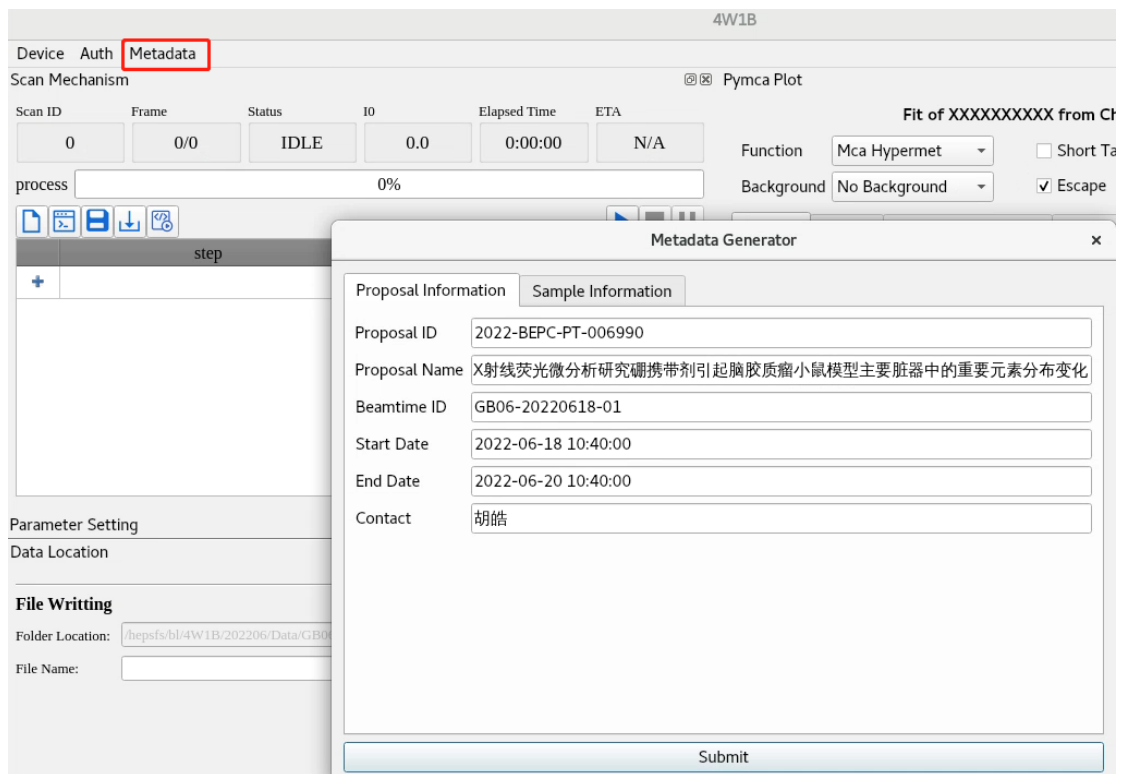 4W1B
Device Auth Metadata
Scan Mechanism
Pymca Plot
Scan ID Frame Status I0 Elapsed Time ETA
Fit of XXXXXXXXXX from Ch
0 0/0 IDLE 0.0 0:00:00 N/A
Function Mca Hypermet Short Ta
process 0%
Background No Background Escape
step
Metadata Generator
Proposal Information Sample Information
Proposal ID 2022-BEPC-PT-006990
Proposal Name X射线荧光微分析研究硼携带剂引起脑胶质瘤小鼠模型主要脏器中的重要元素分布变化
Beamtime ID GB06-20220618-01
Start Date 2022-06-18 10:40:00
End Date 2022-06-20 10:40:00
Contact 胡皓
Parameter Setting
Data Location
File Writting
Folder Location: /hepsfs/bl/4W1B/202206/Data/GB06
File Name:
Submit